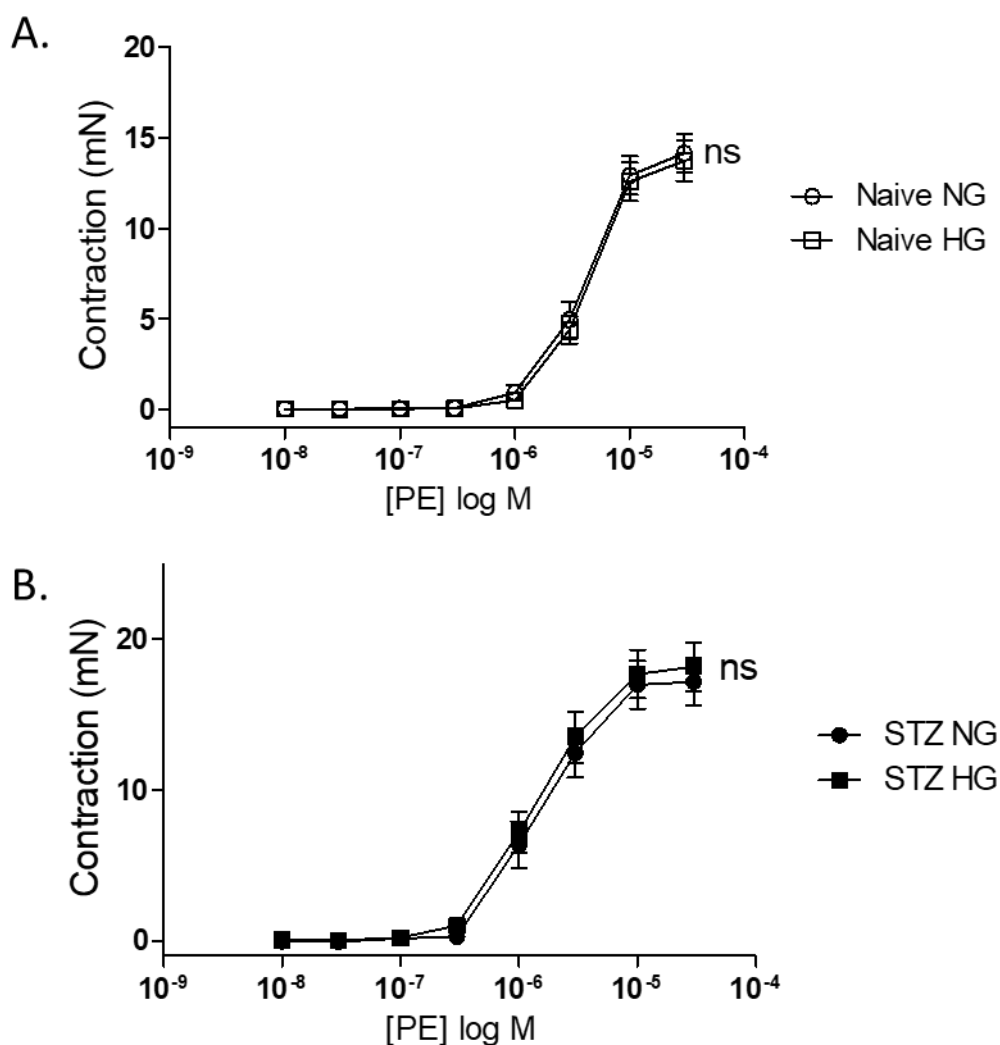 A.
20
15
10
5
0
Contraction (mN)
ns
Naive NG
Naive HG
10⁻⁹ 10⁻⁸ 10⁻⁷ 10⁻⁶ 10⁻⁵ 10⁻⁴
[PE] log M
B.
20
10
0
Contraction (mN)
ns
STZ NG
STZ HG
10⁻⁹ 10⁻⁸ 10⁻⁷ 10⁻⁶ 10⁻⁵ 10⁻⁴
[PE] log M